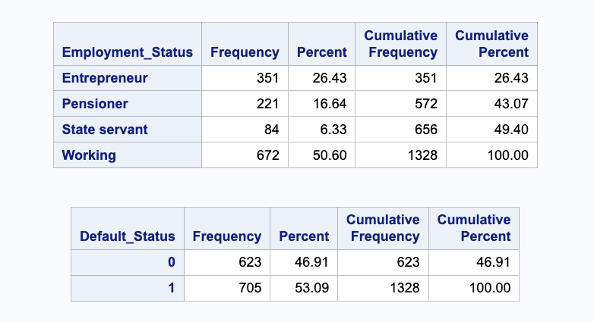 Cumulative Cumulative
Employment_Status Frequency Percent Frequency Percent
Entrepreneur 351 26.43 351 26.43
Pensioner 221 16.64 572 43.07
State servant 84 6.33 656 49.40
Working 672 50.60 1328 100.00
Cumulative Cumulative
Default_Status Frequency Percent Frequency Percent
0 623 46.91 623 46.91
1 705 53.09 1328 100.00